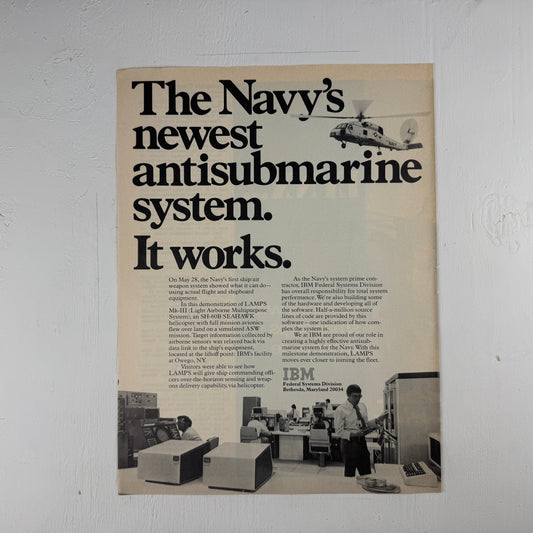 The Navy's
newest
antisubmarine
system.
It works.
On May 28, the Navy's first ship/air
weapon system showed what it can do—
using actual flight and shipboard
equipment.
In this demonstration of LAMPS
Mk-III (Light Airborne Multipurpose
System), an SH-60B SEAHAWK
helicopter with full mission avionics
flew over land on a simulated ASW
mission. Target information collected by
airborne sensors was relayed back via
data link to the ship's equipment,
located at the liftoff point: IBM's facility
at Owego, NY.
Visitors were able to see how
LAMPS will give ship commanding offi-
cers over-the-horizon sensing and weap-
ons delivery capability, via helicopter.
As the Navy's system prime con-
tractor, IBM Federal Systems Division
has overall responsibility for total system
performance. We're also building some
of the hardware and developing all of
the software. Half-a-million source
lines of code are provided by this
software—one indication of how com-
plex the system is.
We at IBM are proud of our role in
creating a highly effective antisub-
marine system for the Navy. With this
milestone demonstration, LAMPS
moves ever closer to joining the fleet.
IBM
Federal Systems Division
Bethesda, Maryland 20034